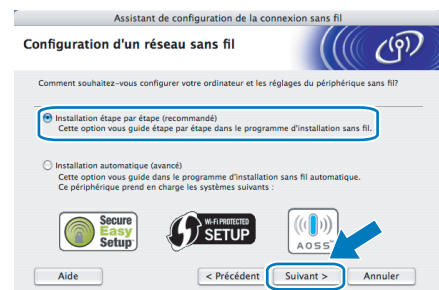 Assistant de configuration de la connexion sans fil
Configuration d'un réseau sans fil
Comment souhaitez-vous configurer votre ordinateur et les réglages du périphérique sans fil?
Installation étape par étape (recommandé)
Cette option vous guide étape par étape dans le programme d'installation sans fil.
Installation automatique (avancé)
Cette option vous guide dans le programme d'installation sans fil automatique.
Ce périphérique prend en charge les systèmes suivants :
Secure
Easy
Setup
Wi-Fi PROTECTED
SETUP
AOSS™
Aide
< Précédent
Suivant >
Annuler